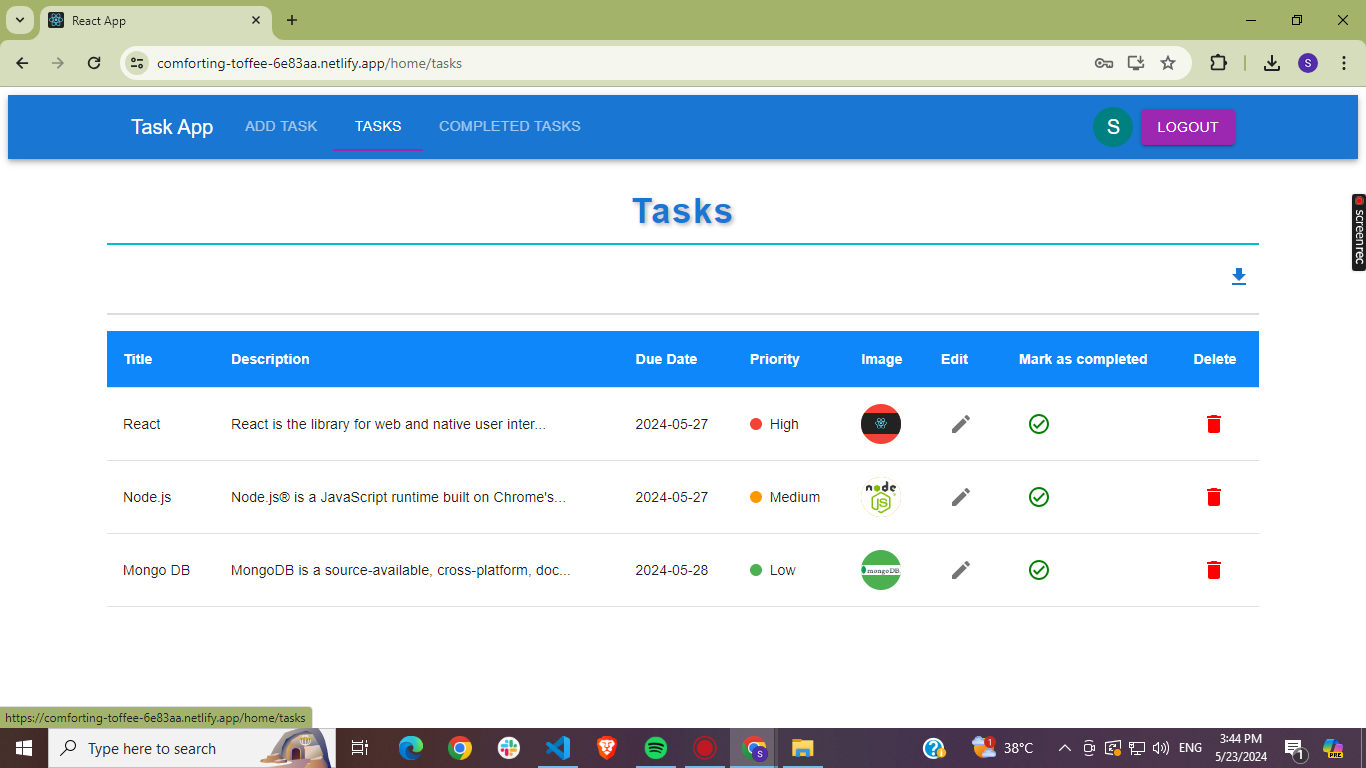 React App
comforting-toffee-6e83aa.netlify.app/home/tasks
S
Task App ADD TASK TASKS COMPLETED TASKS S LOGOUT
Tasks
screenrec
Title Description Due Date Priority Image Edit Mark as completed Delete
React React is the library for web and native user inter... 2024-05-27 High
Node.js Node.js® is a JavaScript runtime built on Chrome's... 2024-05-27 Medium node JS
Mongo DB MongoDB is a source-available, cross-platform, doc... 2024-05-28 Low mongoDB
https://comforting-toffee-6e83aa.netlify.app/home/tasks
Type here to search S 1 38°C ENG 3:44 PM 1 PRE
5/23/2024